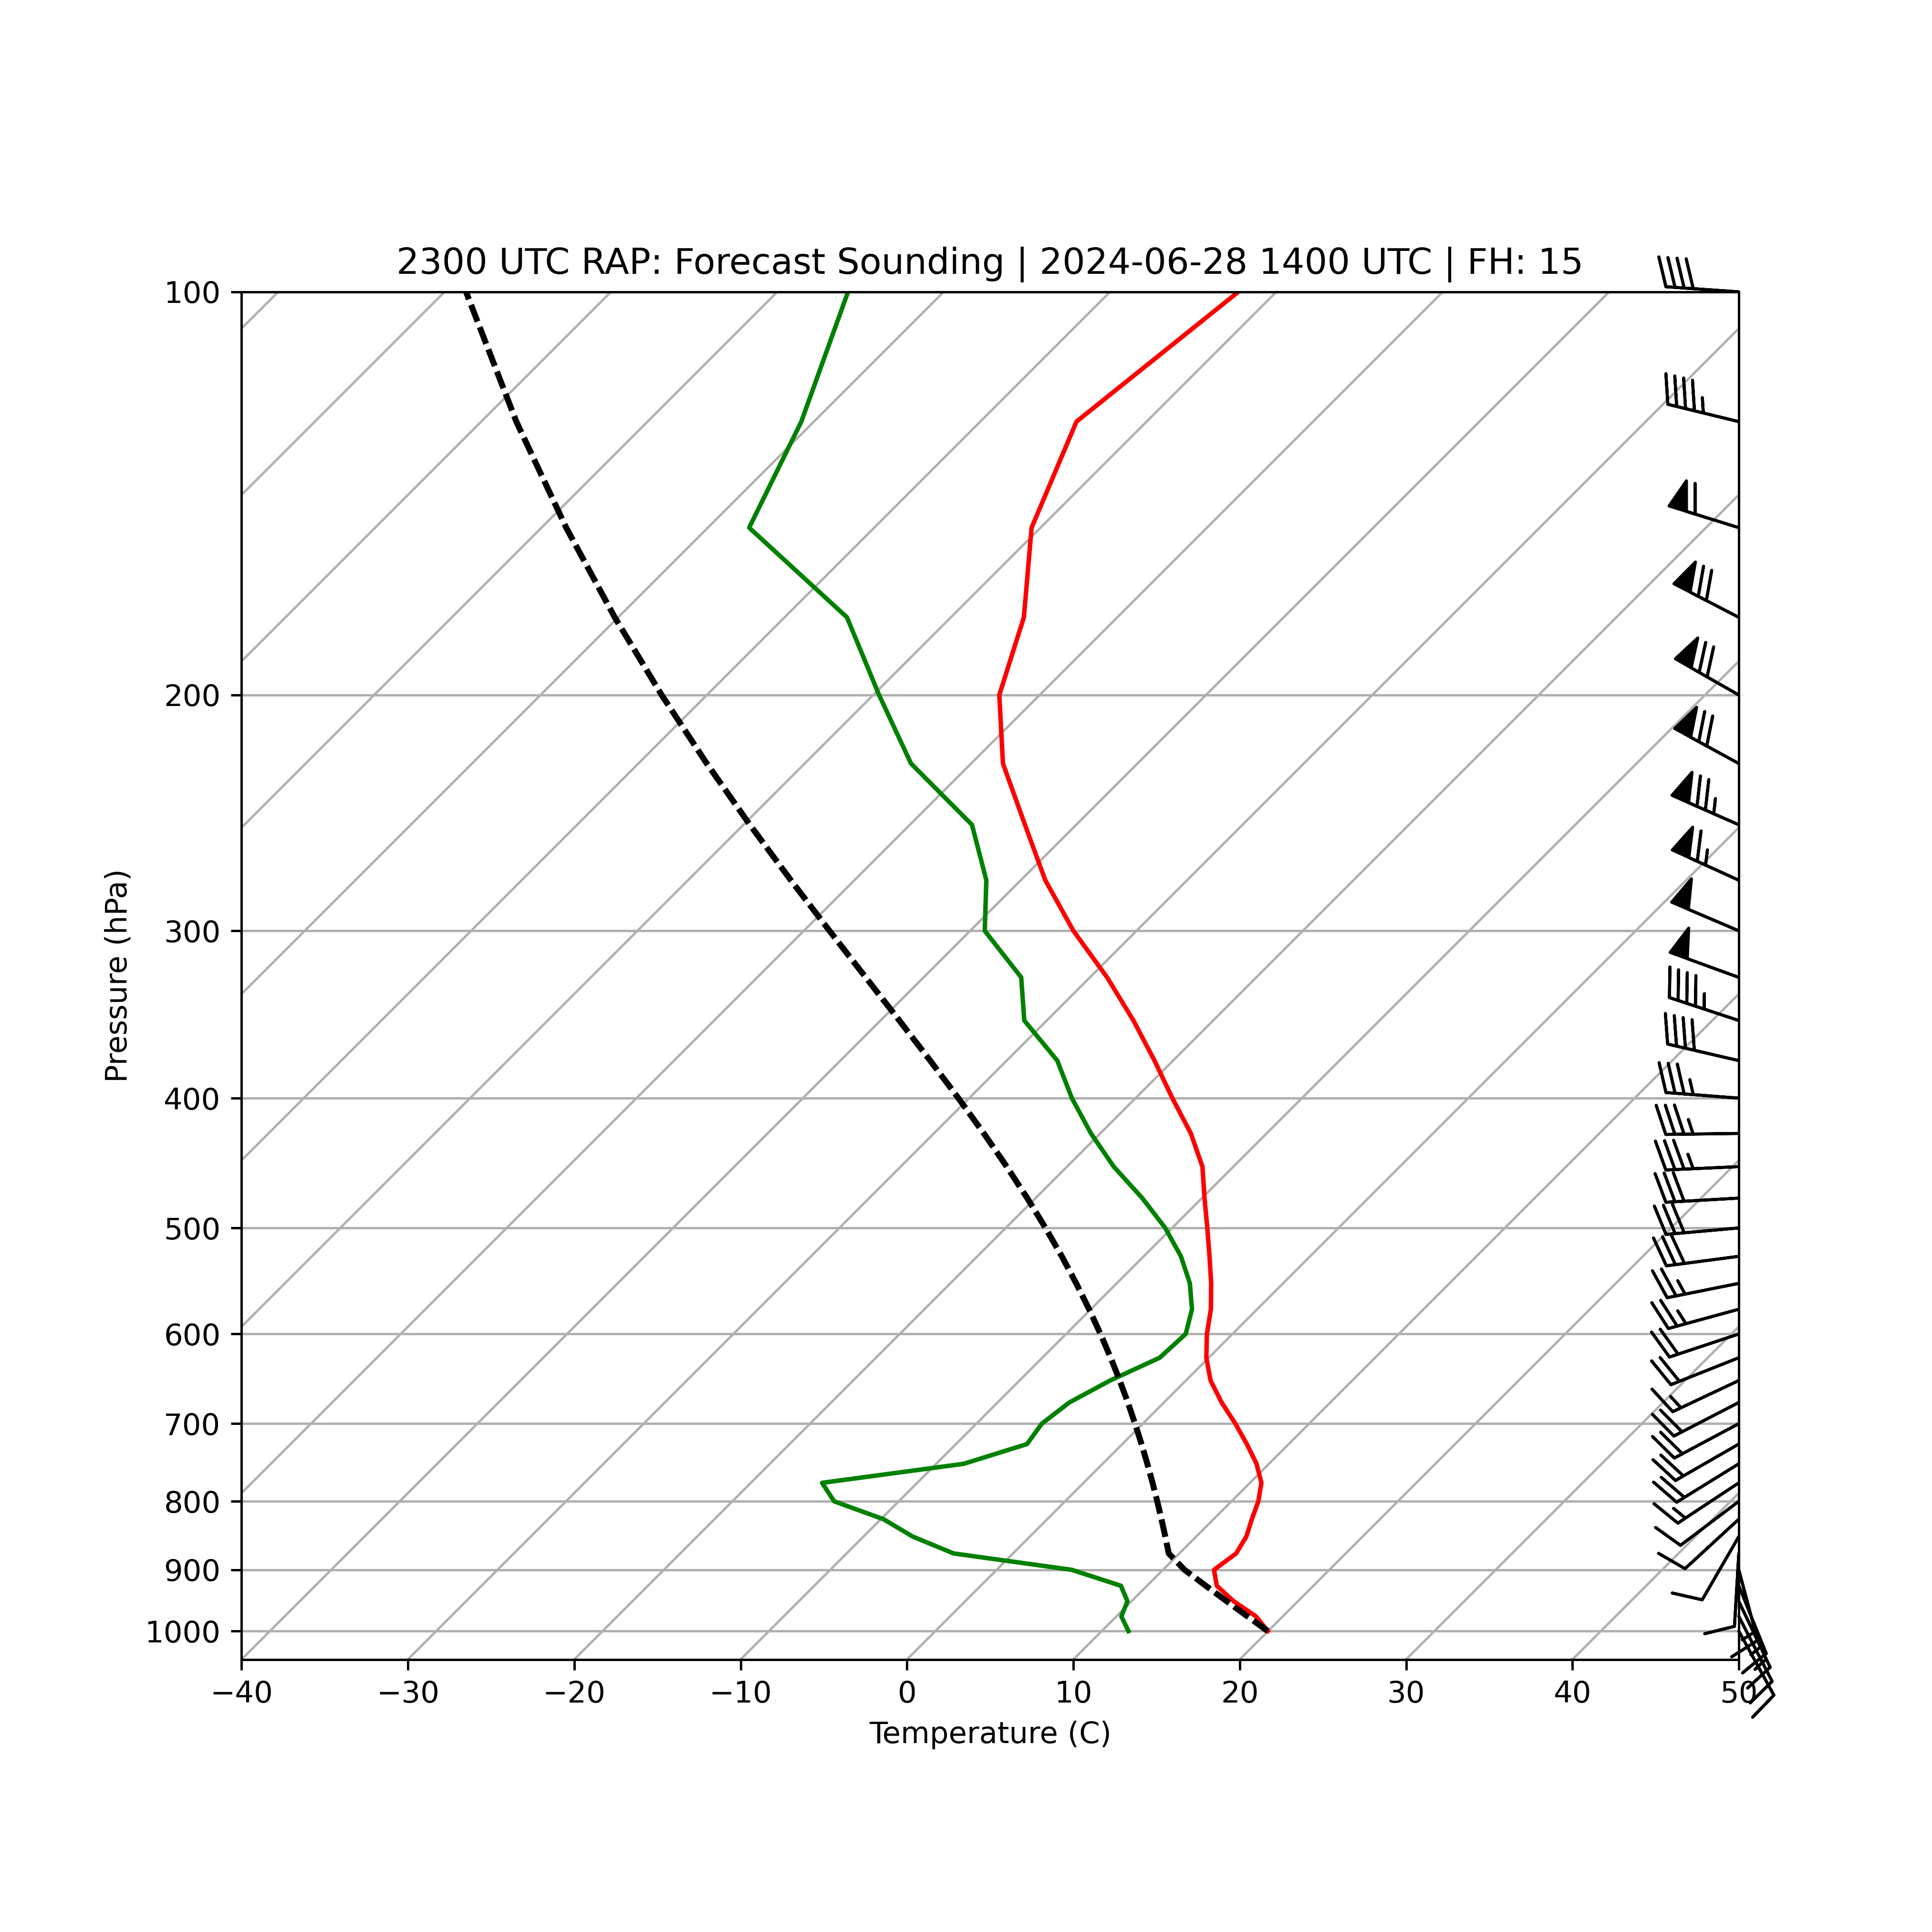 2300 UTC RAP: Forecast Sounding | 2024-06-28 1400 UTC | FH: 15
100
200
300
400
500
600
700
800
900
1000
Pressure (hPa)
−40 −30 −20 −10 0 10 20 30 40 50
Temperature (C)